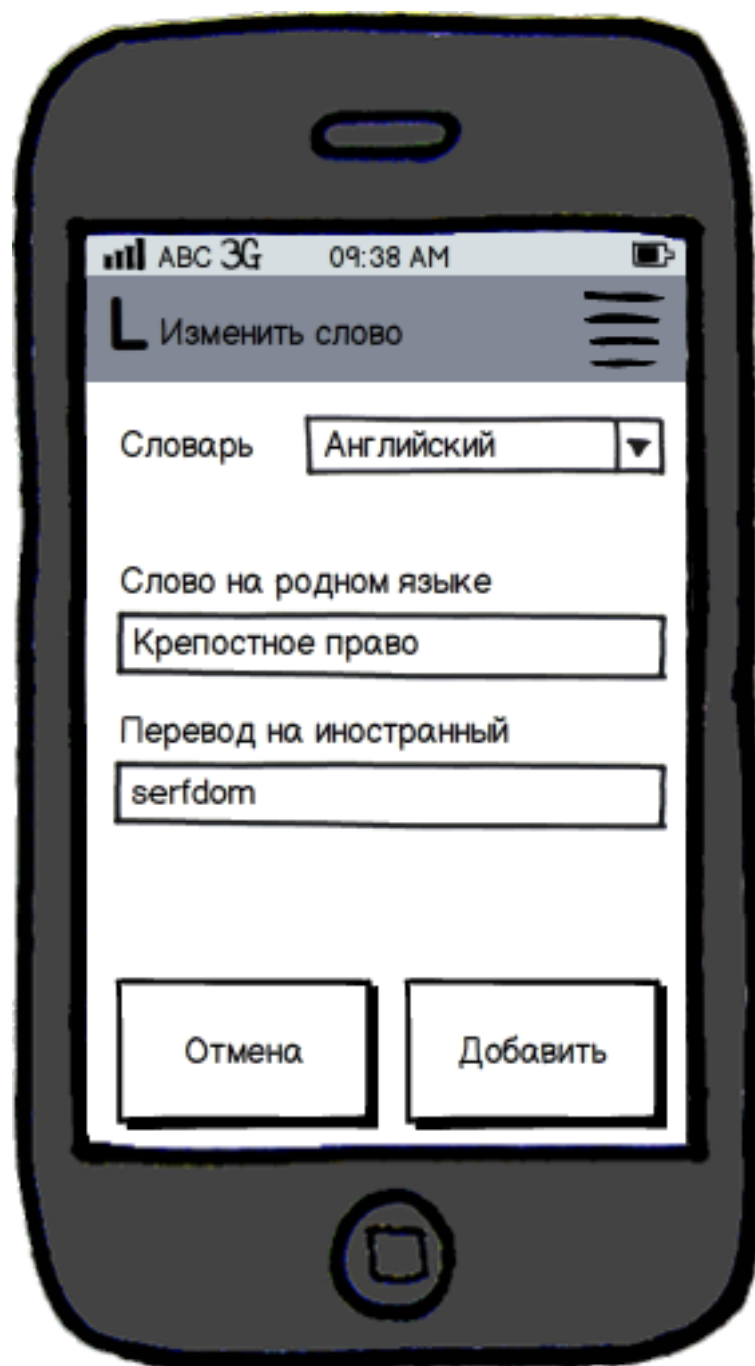 ABC 3G 09:38 AM
L Изменить слово
Словарь Английский
Слово на родном языке
Крепостное право
Перевод на иностранный
serfdom
Отмена Добавить